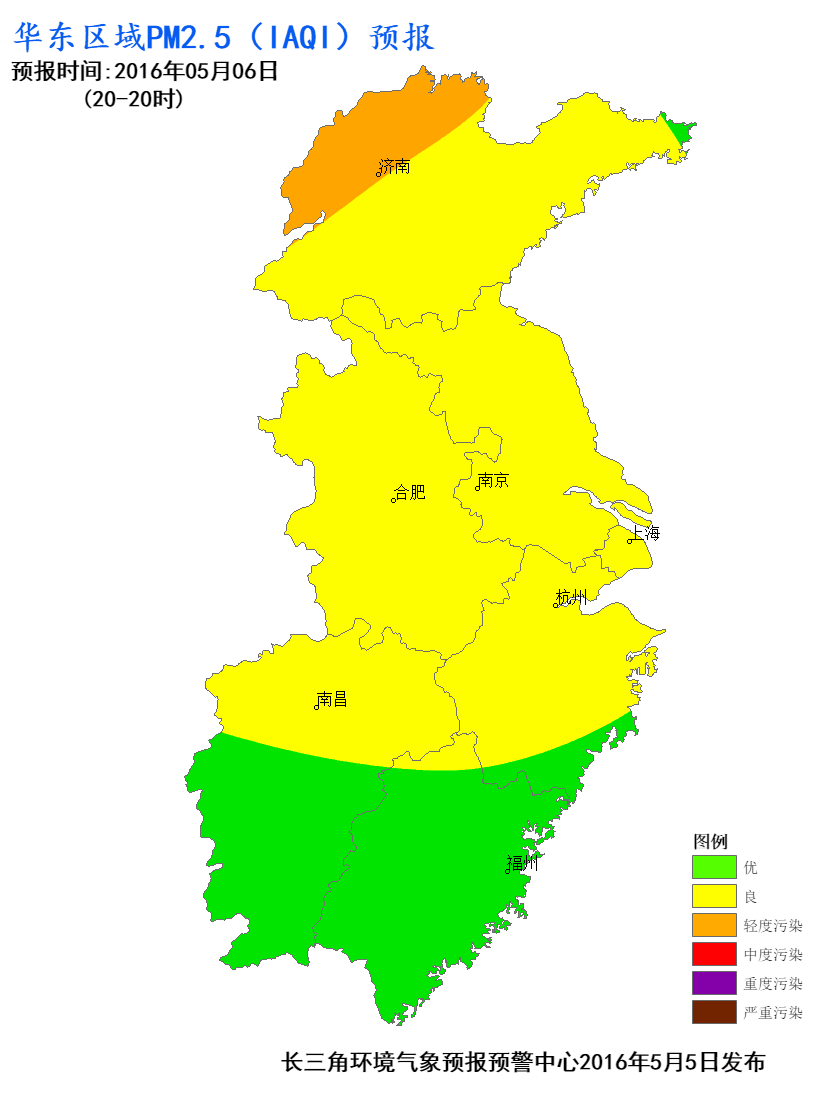 华东区域PM2.5（IAQI）预报
预报时间:2016年05月06日
(20-20时)
济南
合肥
南京
上海
杭州
南昌
福州
图例
优
良
轻度污染
中度污染
重度污染
严重污染
长三角环境气象预报预警中心2016年5月5日发布